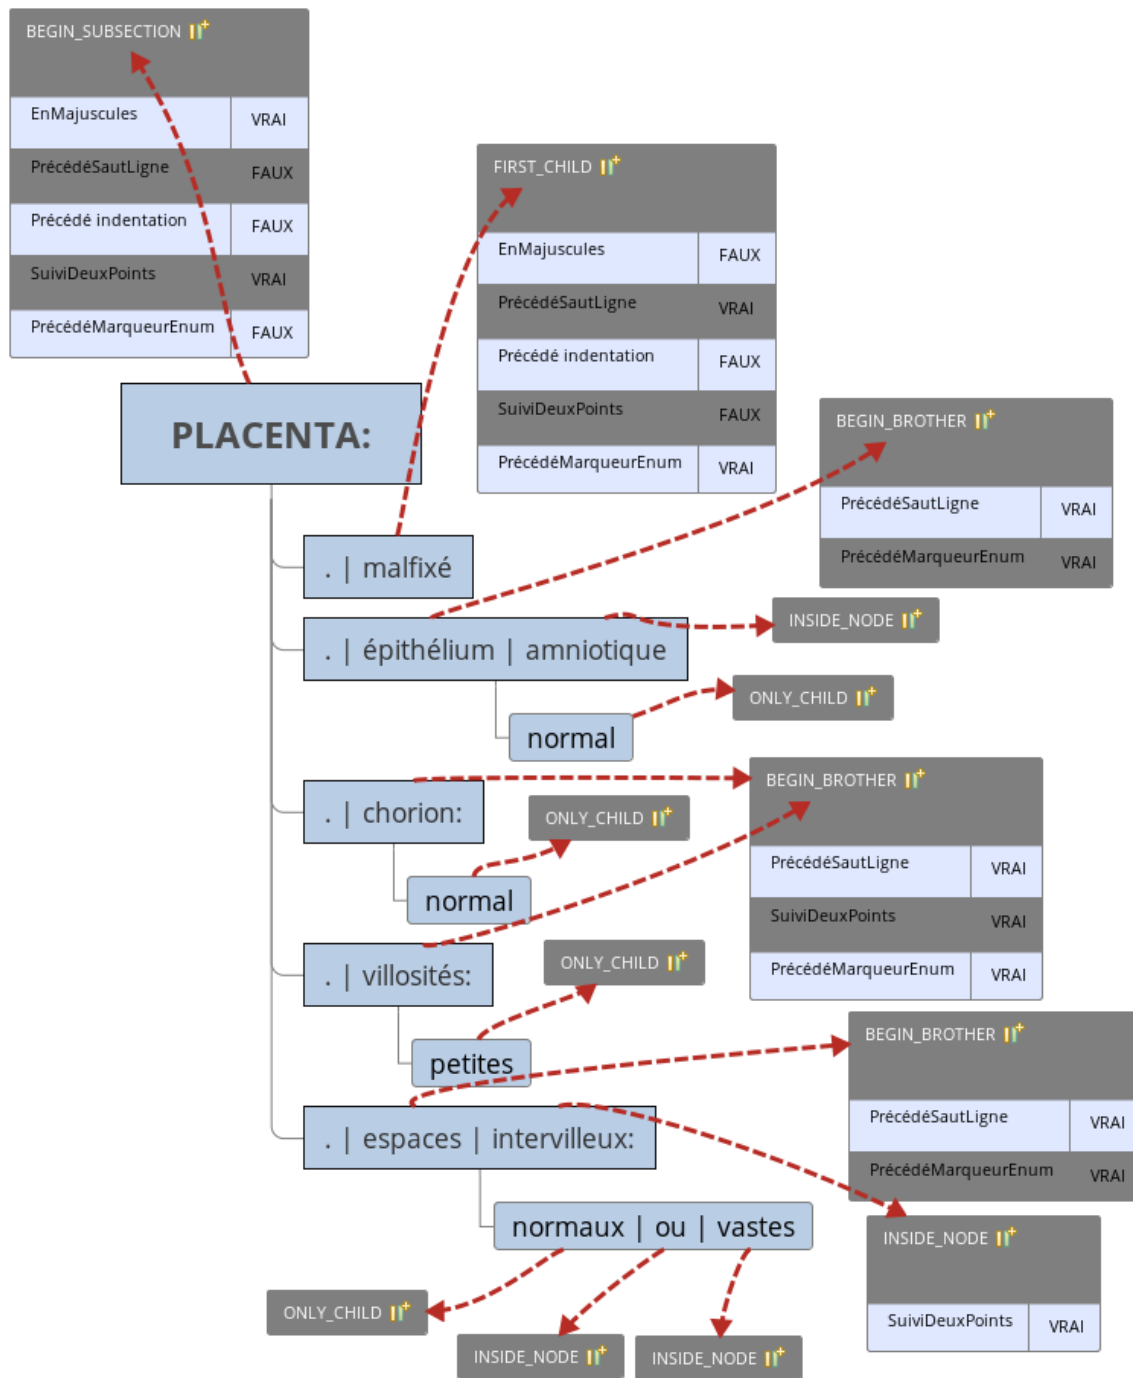 BEGIN_SUBSECTION
EnMajuscules VRAI
PrécédéSautLigne FAUX
Précédé indentation FAUX
SuiviDeuxPoints VRAI
PrécédéMarqueurEnum FAUX
FIRST_CHILD
EnMajuscules FAUX
PrécédéSautLigne VRAI
Précédé indentation FAUX
SuiviDeuxPoints FAUX
PrécédéMarqueurEnum VRAI
PLACENTA:
BEGIN_BROTHER
PrécédéSautLigne VRAI
PrécédéMarqueurEnum VRAI
. | malfixé
INSIDE_NODE
. | épithélium | amniotique
ONLY_CHILD
normal
BEGIN_BROTHER
PrécédéSautLigne VRAI
SuiviDeuxPoints VRAI
PrécédéMarqueurEnum VRAI
. | chorion:
ONLY_CHILD
normal
. | villosités:
ONLY_CHILD
petites
BEGIN_BROTHER
PrécédéSautLigne VRAI
PrécédéMarqueurEnum VRAI
. | espaces | intervilleux:
INSIDE_NODE
SuiviDeuxPoints VRAI
normaux | ou | vastes
ONLY_CHILD
INSIDE_NODE
INSIDE_NODE